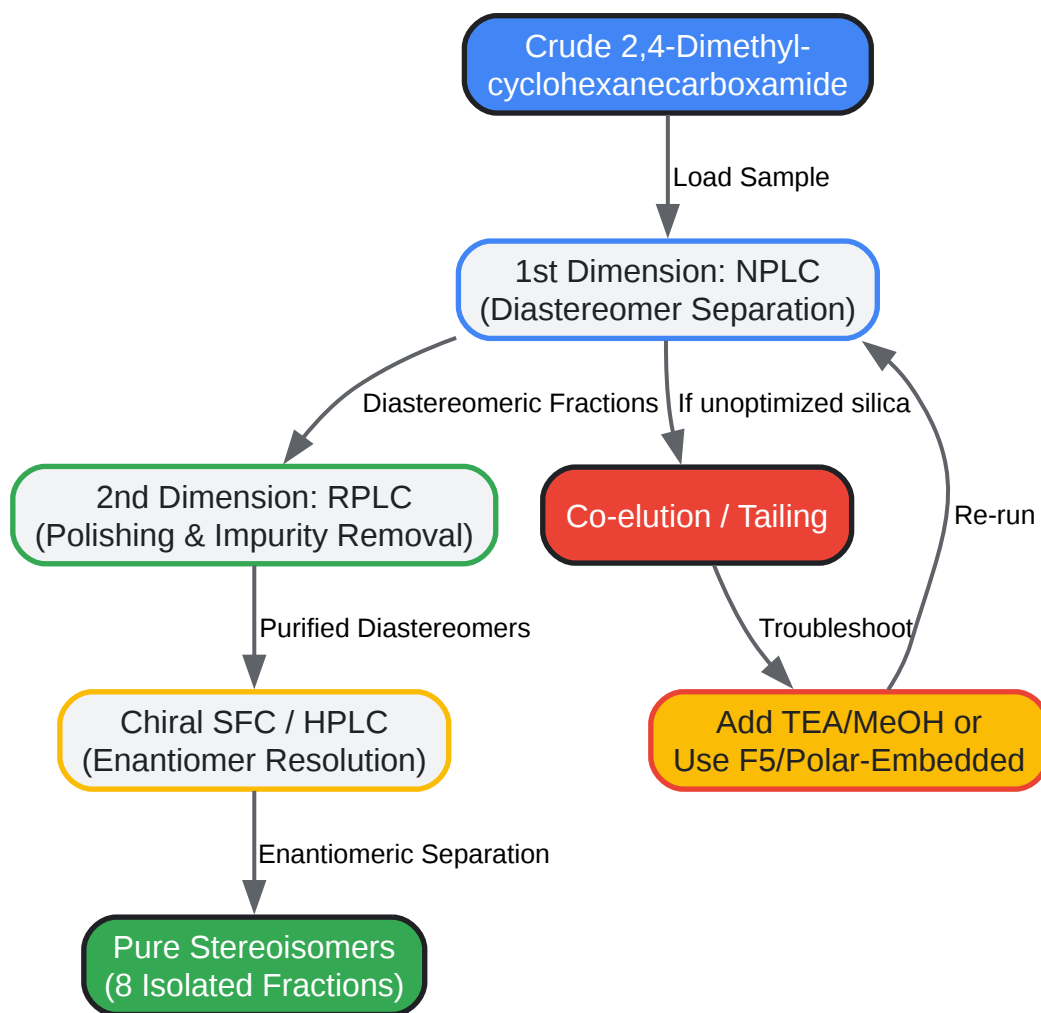 Crude 2,4-Dimethyl-
cyclohexanecarboxamide
Load Sample
1st Dimension: NPLC
(Diastereomer Separation)
Diastereomeric Fractions
If unoptimized silica
2nd Dimension: RPLC
(Polishing & Impurity Removal)
Co-elution / Tailing
Re-run
Purified Diastereomers
Troubleshoot
Chiral SFC / HPLC
(Enantiomer Resolution)
Add TEA/MeOH or
Use F5/Polar-Embedded
Enantiomeric Separation
Pure Stereoisomers
(8 Isolated Fractions)